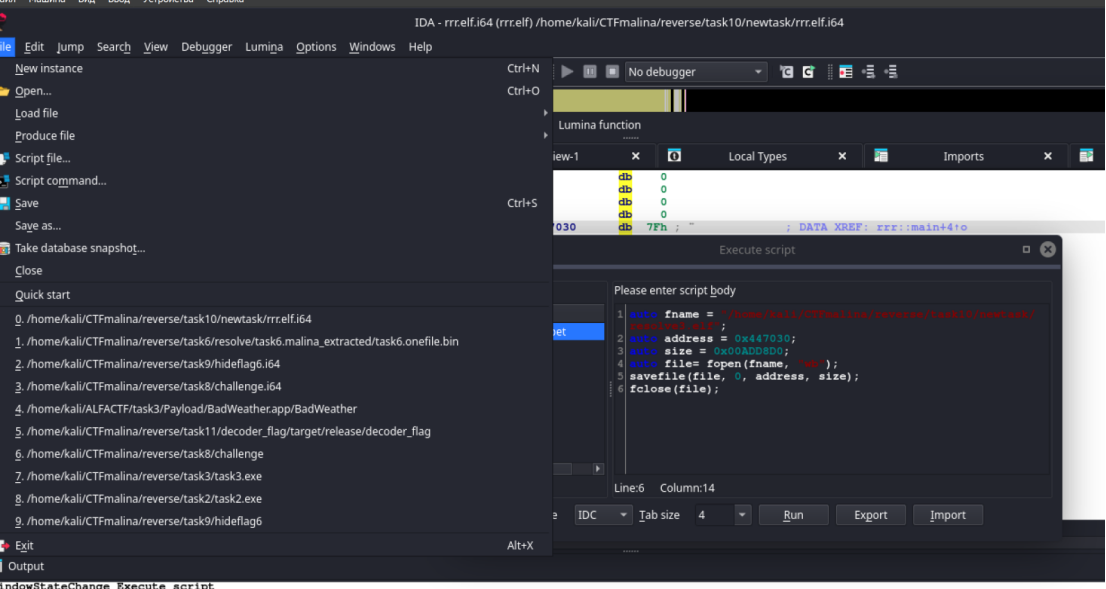 Машина Вид Ввод Устройства Справка
IDA - rrr.elf.i64 (rrr.elf) /home/kali/CTFmalina/reverse/task10/newtask/rrr.elf.i64
ile Edit Jump Search View Debugger Lumina Options Windows Help
New instance Ctrl+N
Open... Ctrl+O
Load file
Produce file
Script file...
Script command...
Save Ctrl+S
Save as...
Take database snapshot...
Close
Quick start
0. /home/kali/CTFmalina/reverse/task10/newtask/rrr.elf.i64
1. /home/kali/CTFmalina/reverse/task6/resolve/task6.malina_extracted/task6.onefile.bin
2. /home/kali/CTFmalina/reverse/task9/hideflag6.i64
3. /home/kali/CTFmalina/reverse/task8/challenge.i64
4. /home/kali/ALFACTF/task3/Payload/BadWeather.app/BadWeather
5. /home/kali/CTFmalina/reverse/task11/decoder_flag/target/release/decoder_flag
6. /home/kali/CTFmalina/reverse/task8/challenge
7. /home/kali/CTFmalina/reverse/task3/task3.exe
8. /home/kali/CTFmalina/reverse/task2/task2.exe
9. /home/kali/CTFmalina/reverse/task9/hideflag6
Exit Alt+X
Output
indowStateChange Execute script
No debugger
Lumina function
iew-1 Local Types Imports
db 0
db 0
db 0
db 0
7030 db 7Fh ; ~ ; DATA XREF: rrr::main+4↑o
Execute script
Please enter script body
1 auto fname = "/home/kali/CTFmalina/reverse/task10/newtask/
2 auto address = 0x447030;
3 auto size = 0x00ADD8D0;
4 auto file= fopen(fname, "wb");
5 savefile(file, 0, address, size);
6 fclose(file);
Line:6 Column:14
IDC Tab size 4 Run Export Import